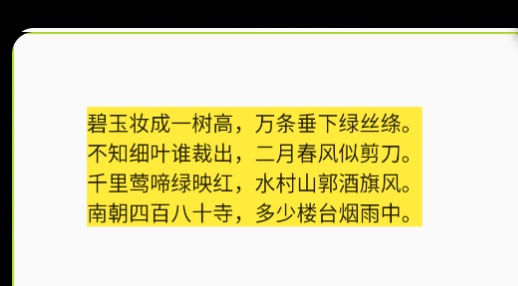 碧玉妆成一树高，万条垂下绿丝绦。
不知细叶谁裁出，二月春风似剪刀。
千里莺啼绿映红，水村山郭酒旗风。
南朝四百八十寺，多少楼台烟雨中。